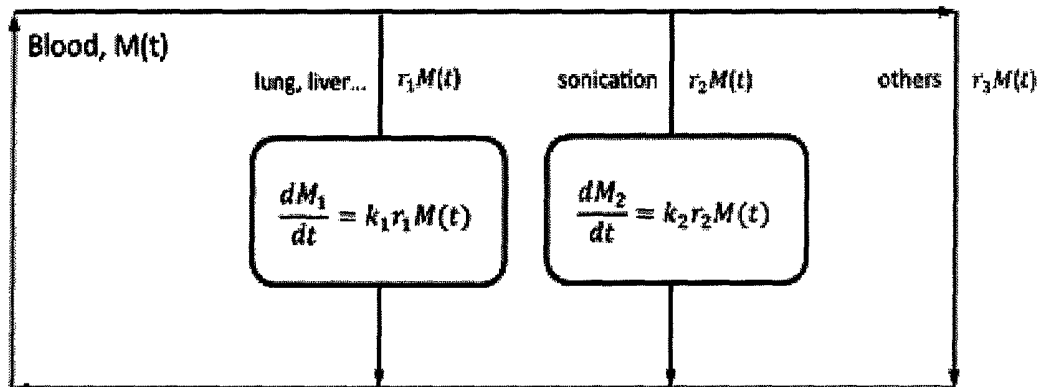 Blood, M(t)
lung, liver... r₁M(t)
sonication r₂M(t)
others r₃M(t)
dM₁/dt = k₁r₁M(t)
dM₂/dt = k₂r₂M(t)